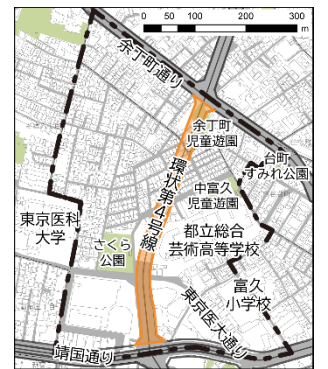 0 50 100 200 300
m
余丁町通り
余丁町
児童遊園
台町
すみれ公園
環状第4号線
中富久
児童遊園
東京医科
大学
都立総合
芸術高等学校
さくら
公園
富久
小学校
東京医大通り
靖国通り